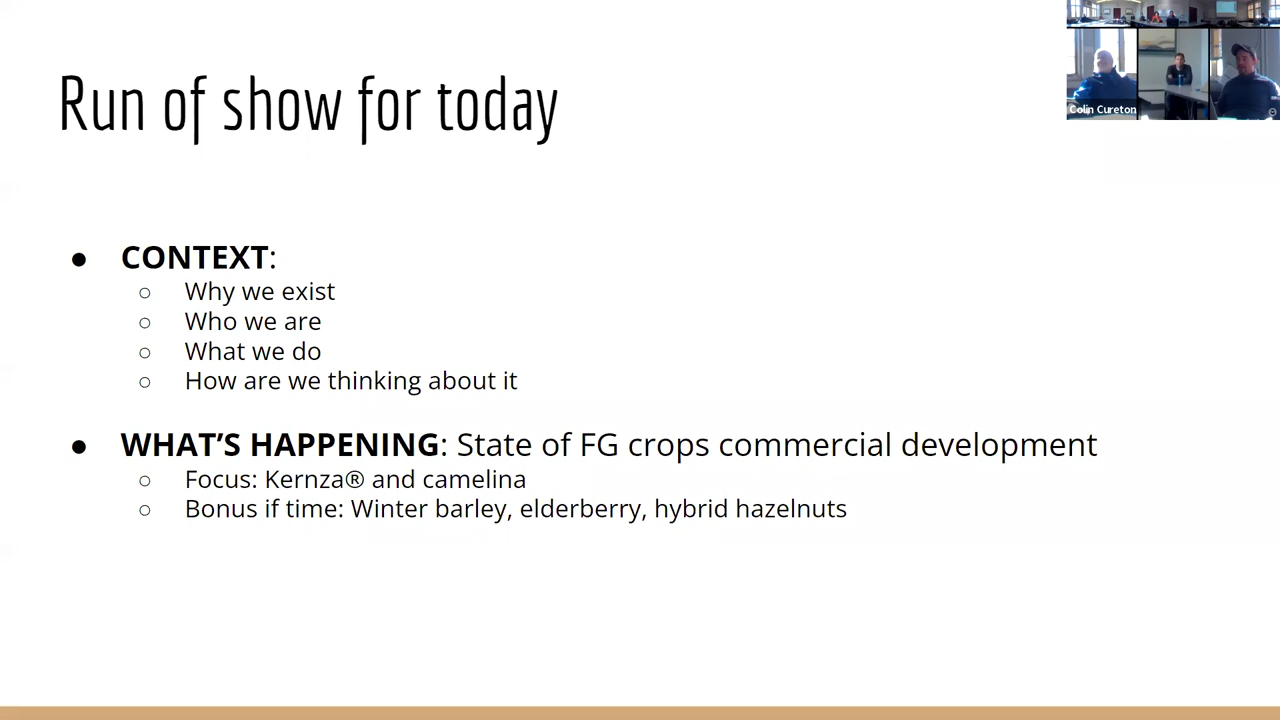 Run of show for today
Colin Cureton
● CONTEXT:
○ Why we exist
○ Who we are
○ What we do
○ How are we thinking about it
● WHAT’S HAPPENING: State of FG crops commercial development
○ Focus: Kernza® and camelina
○ Bonus if time: Winter barley, elderberry, hybrid hazelnuts